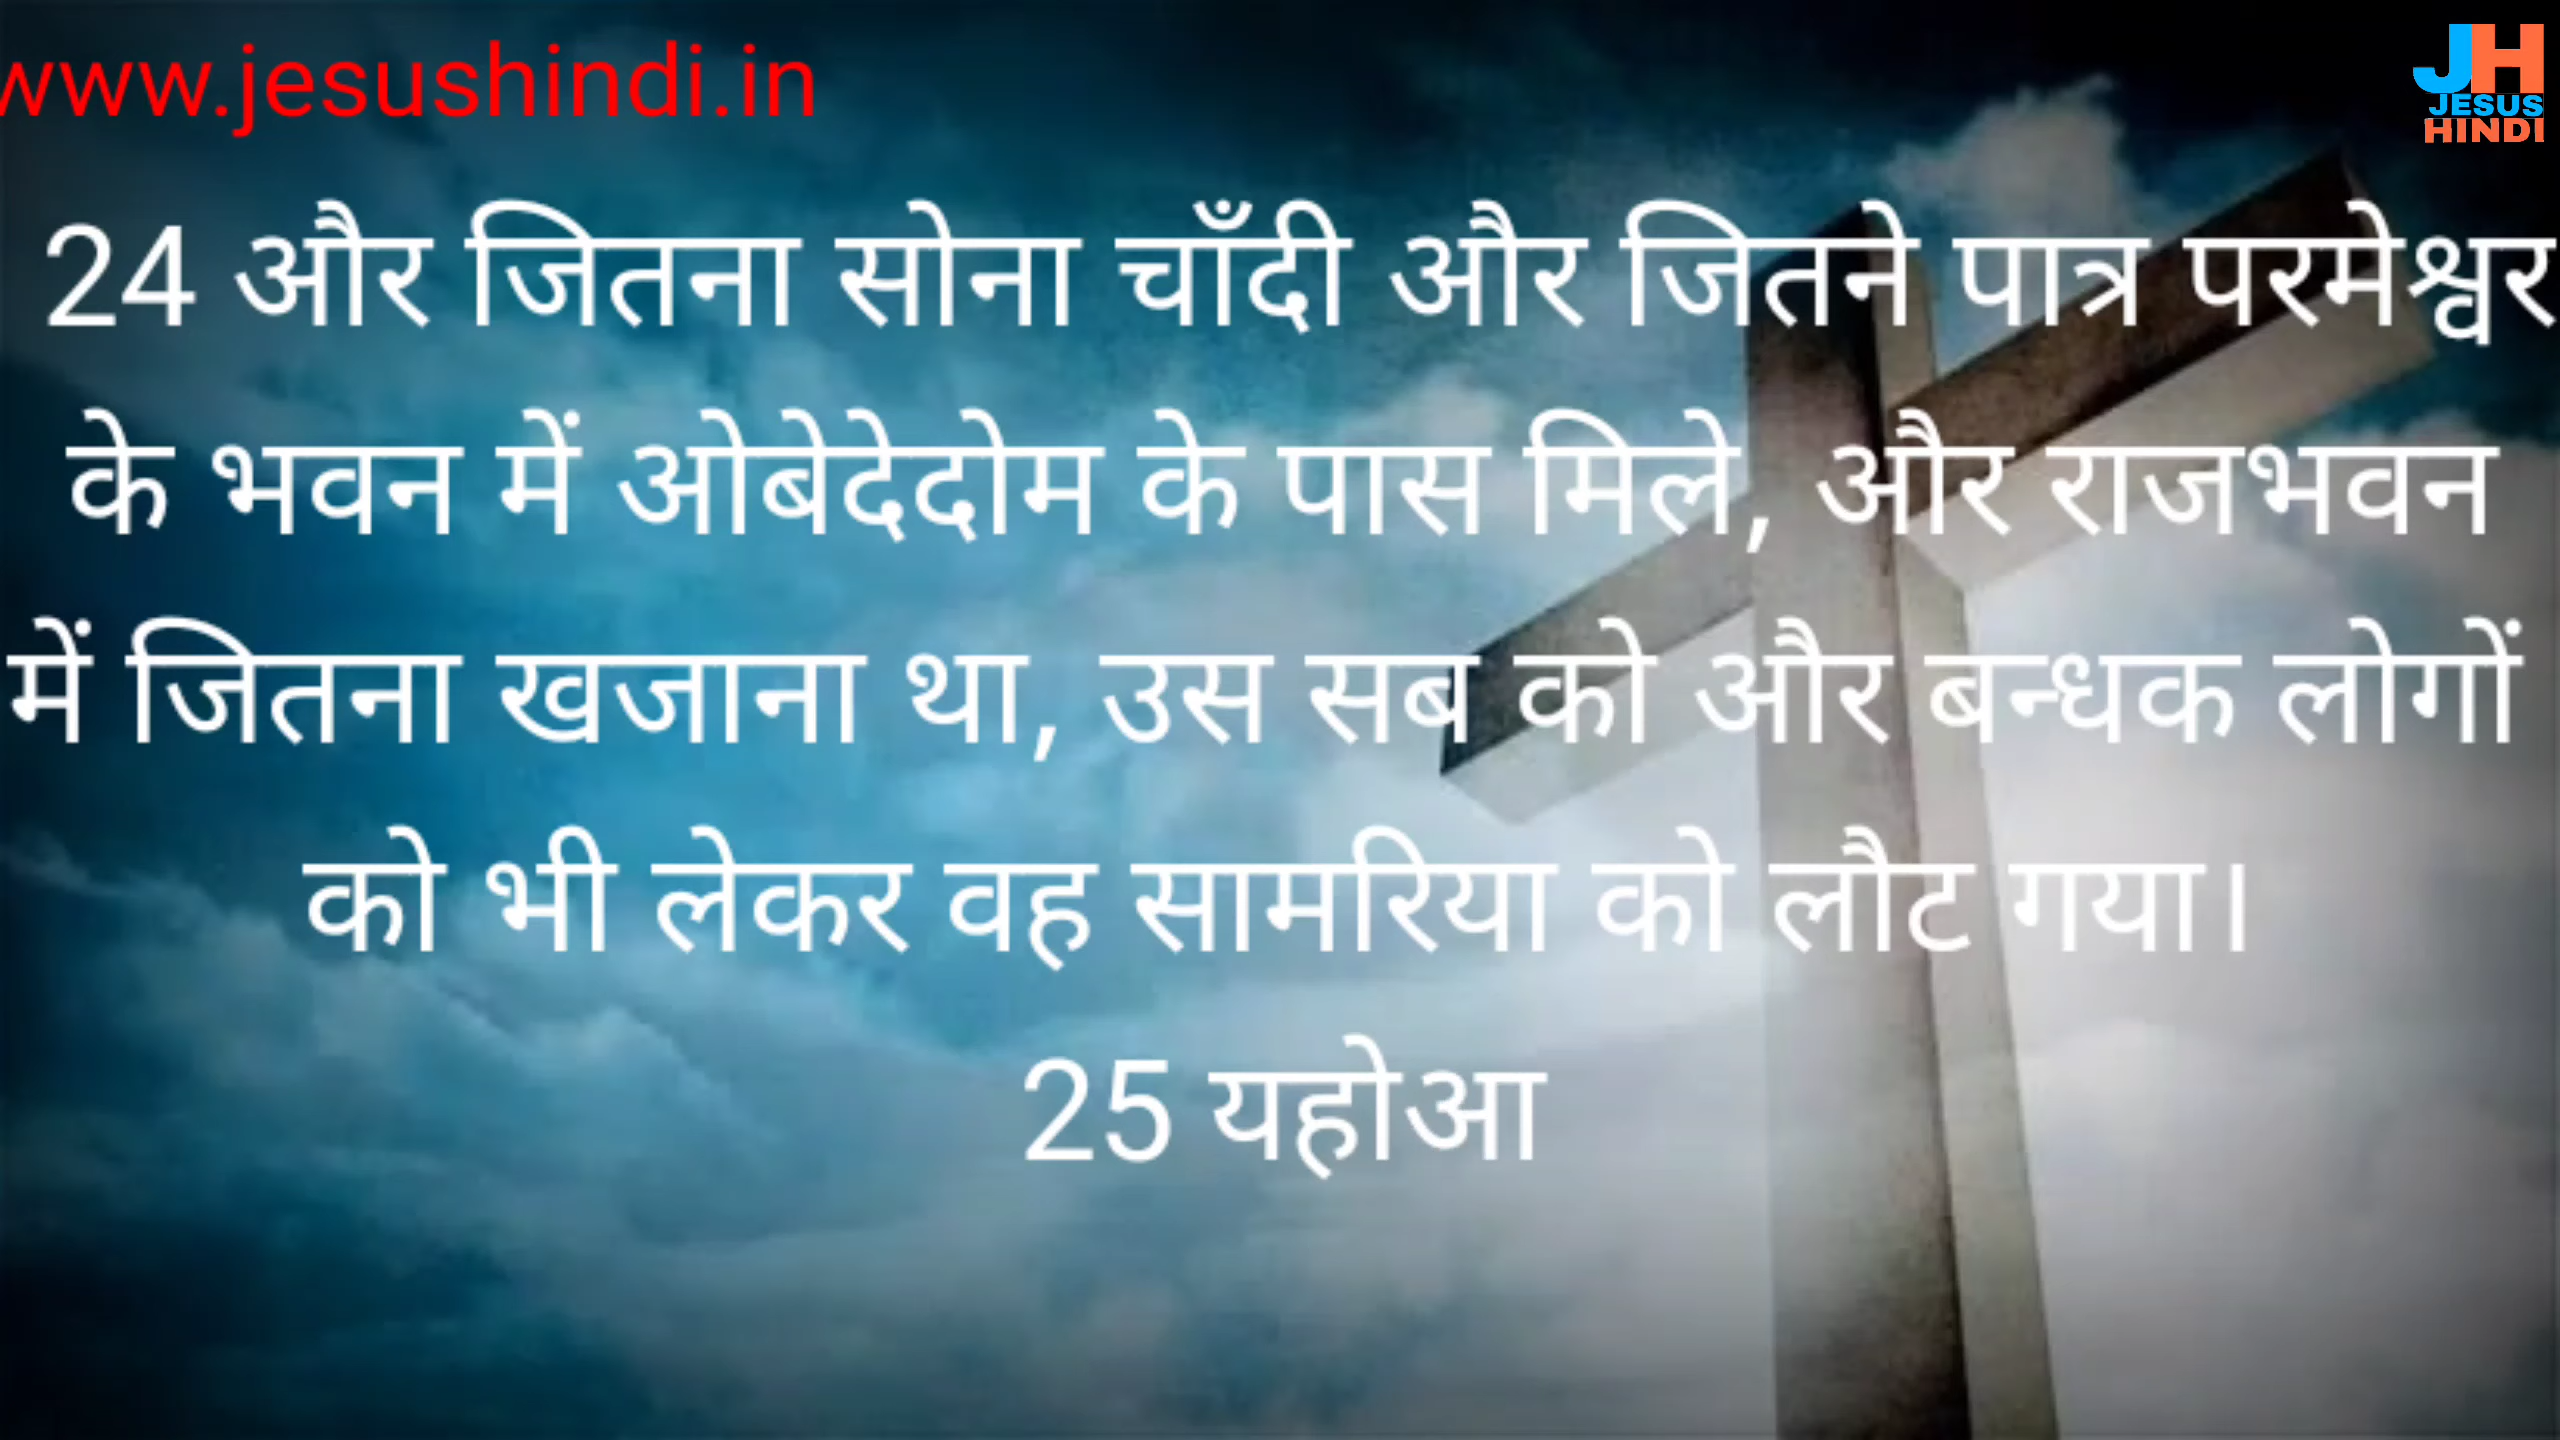 www.jesushindi.in
JH
JESUS
HINDI
24 और जितना सोना चाँदी और जितने पात्र परमेश्वर
के भवन में ओबेदेदोम के पास मिले, और राजभवन
में जितना खजाना था, उस सब को और बन्धक लोगों
को भी लेकर वह सामरिया को लौट गया।
25 यहोआ